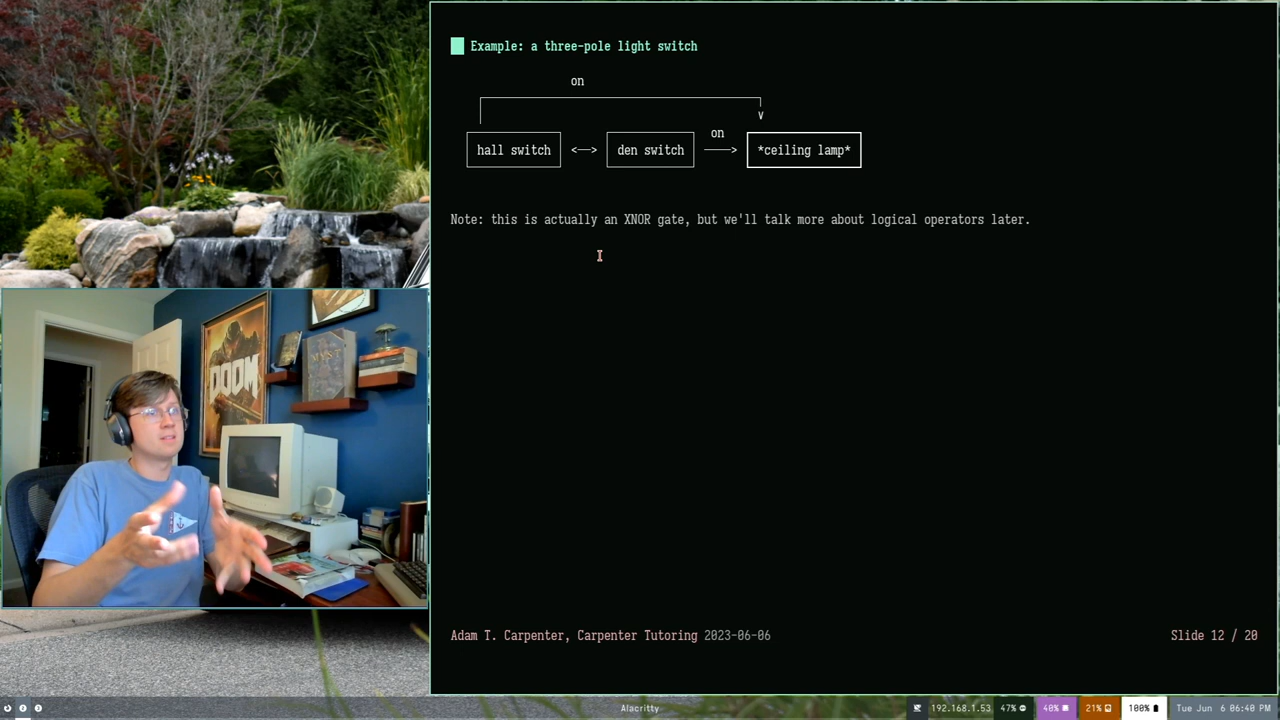 Example: a three-pole light switch
on
v
on
hall switch <──> den switch ───> *ceiling lamp*
Note: this is actually an XNOR gate, but we'll talk more about logical operators later.
DOOM
MYST
Adam T. Carpenter, Carpenter Tutoring 2023-06-06
Slide 12 / 20
Alacritty
192.168.1.53 47% 40% 21% 100% Tue Jun 6 06:40 PM